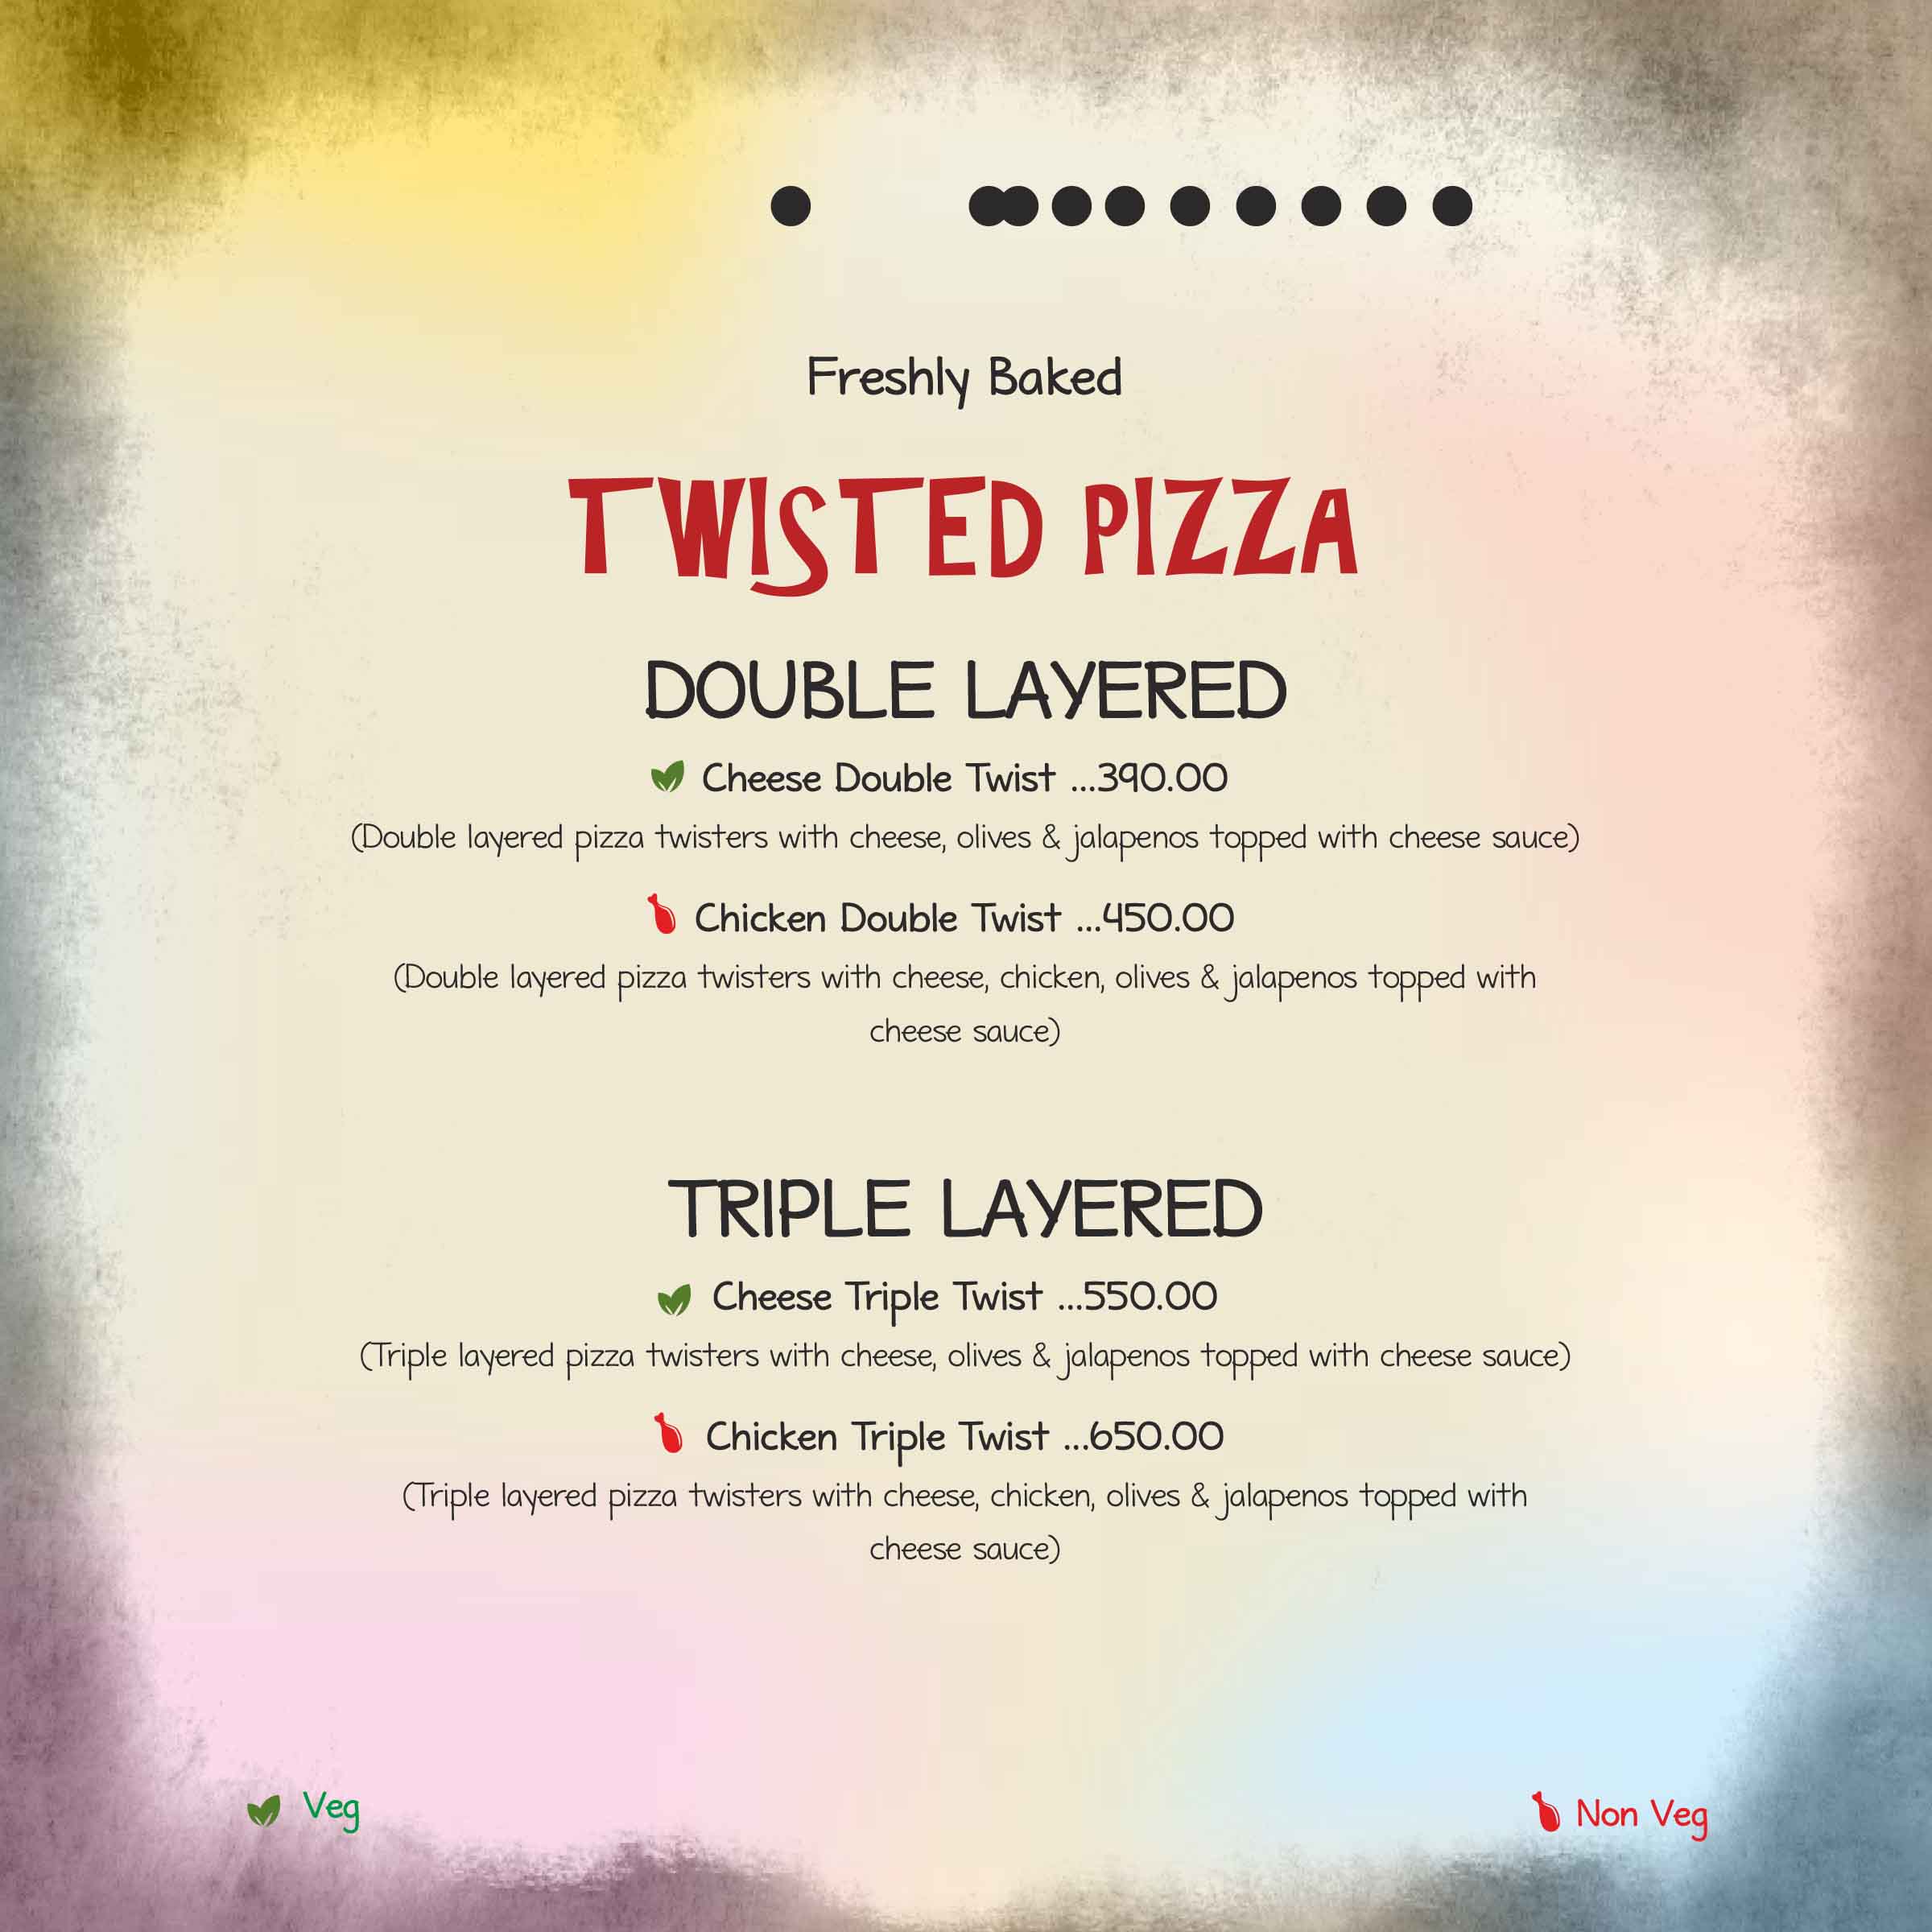 Freshly Baked
TWISTED PIZZA
DOUBLE LAYERED
Cheese Double Twist ...390.00
(Double layered pizza twisters with cheese, olives & jalapenos topped with cheese sauce)
Chicken Double Twist ...450.00
(Double layered pizza twisters with cheese, chicken, olives & jalapenos topped with
cheese sauce)
TRIPLE LAYERED
Cheese Triple Twist ...550.00
(Triple layered pizza twisters with cheese, olives & jalapenos topped with cheese sauce)
Chicken Triple Twist ...650.00
(Triple layered pizza twisters with cheese, chicken, olives & jalapenos topped with
cheese sauce)
Veg
Non Veg